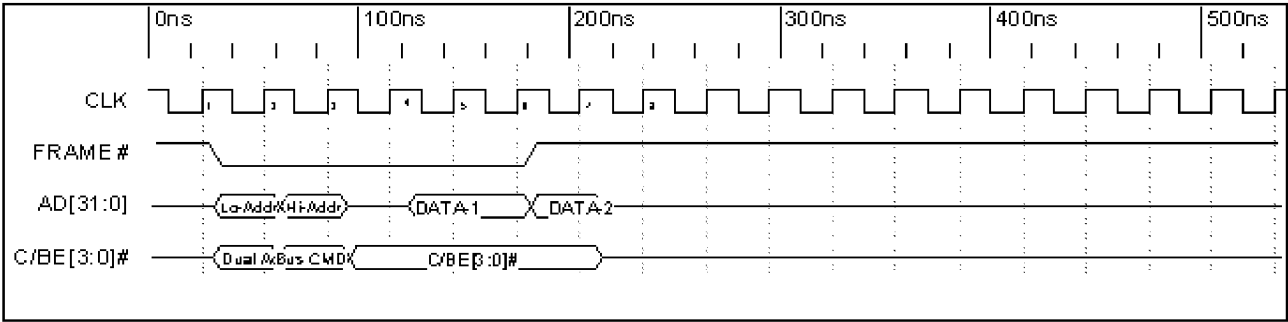 0ns 100ns 200ns 300ns 400ns 500ns
CLK 1 2 3 4 5 6 7 8
FRAME#
AD[31:0] Lo-Addr Hi-Addr DATA-1 DATA-2
C/BE[3:0]# Dual A Bus CMD C/BE[3:0]#